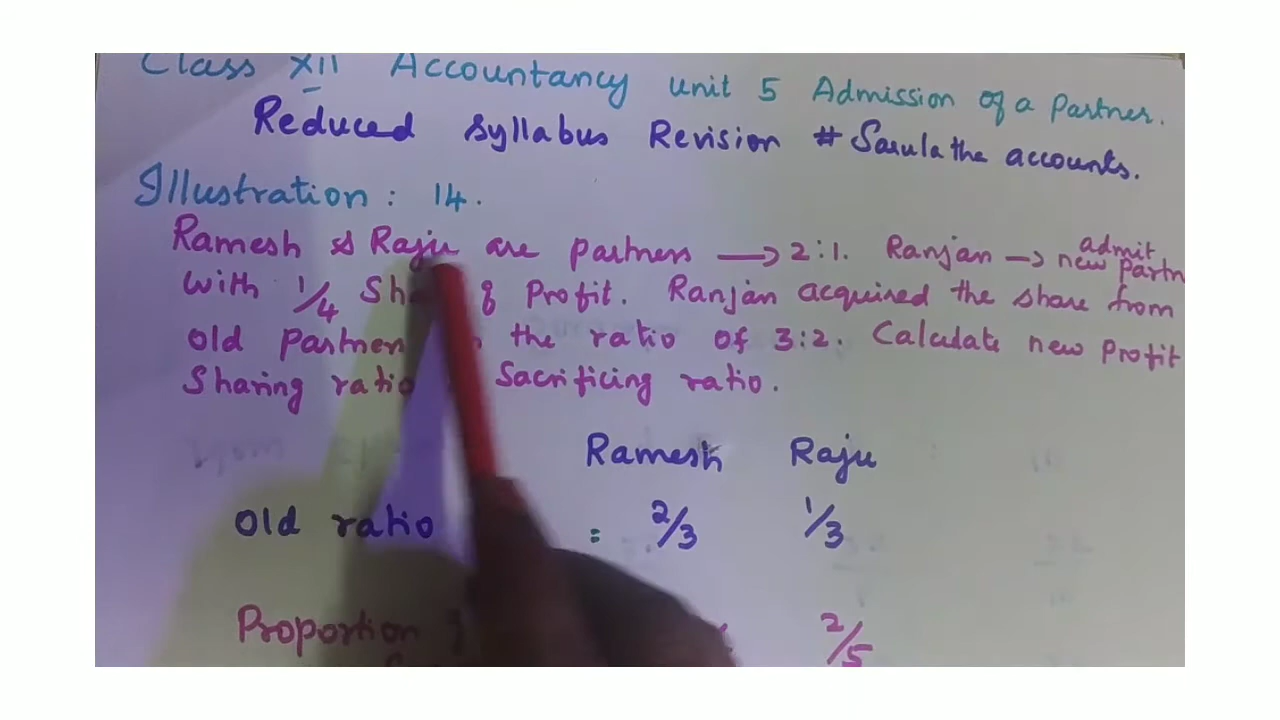 Class XII Accountancy unit 5 Admission of a Partner.
Reduced Syllabus Revision # Sarulatha accounts.
Illustration: 14.
Ramesh & Raju are partners → 2:1. Ranjan → admit new partn
with 1/4 of Profit. Ranjan acquired the share from
old partner the ratio of 3:2. Calculate new profit
Sharing ratio Sacrificing ratio.
Ramesh Raju
Old ratio = 2/3 1/3
Proportion 2/5